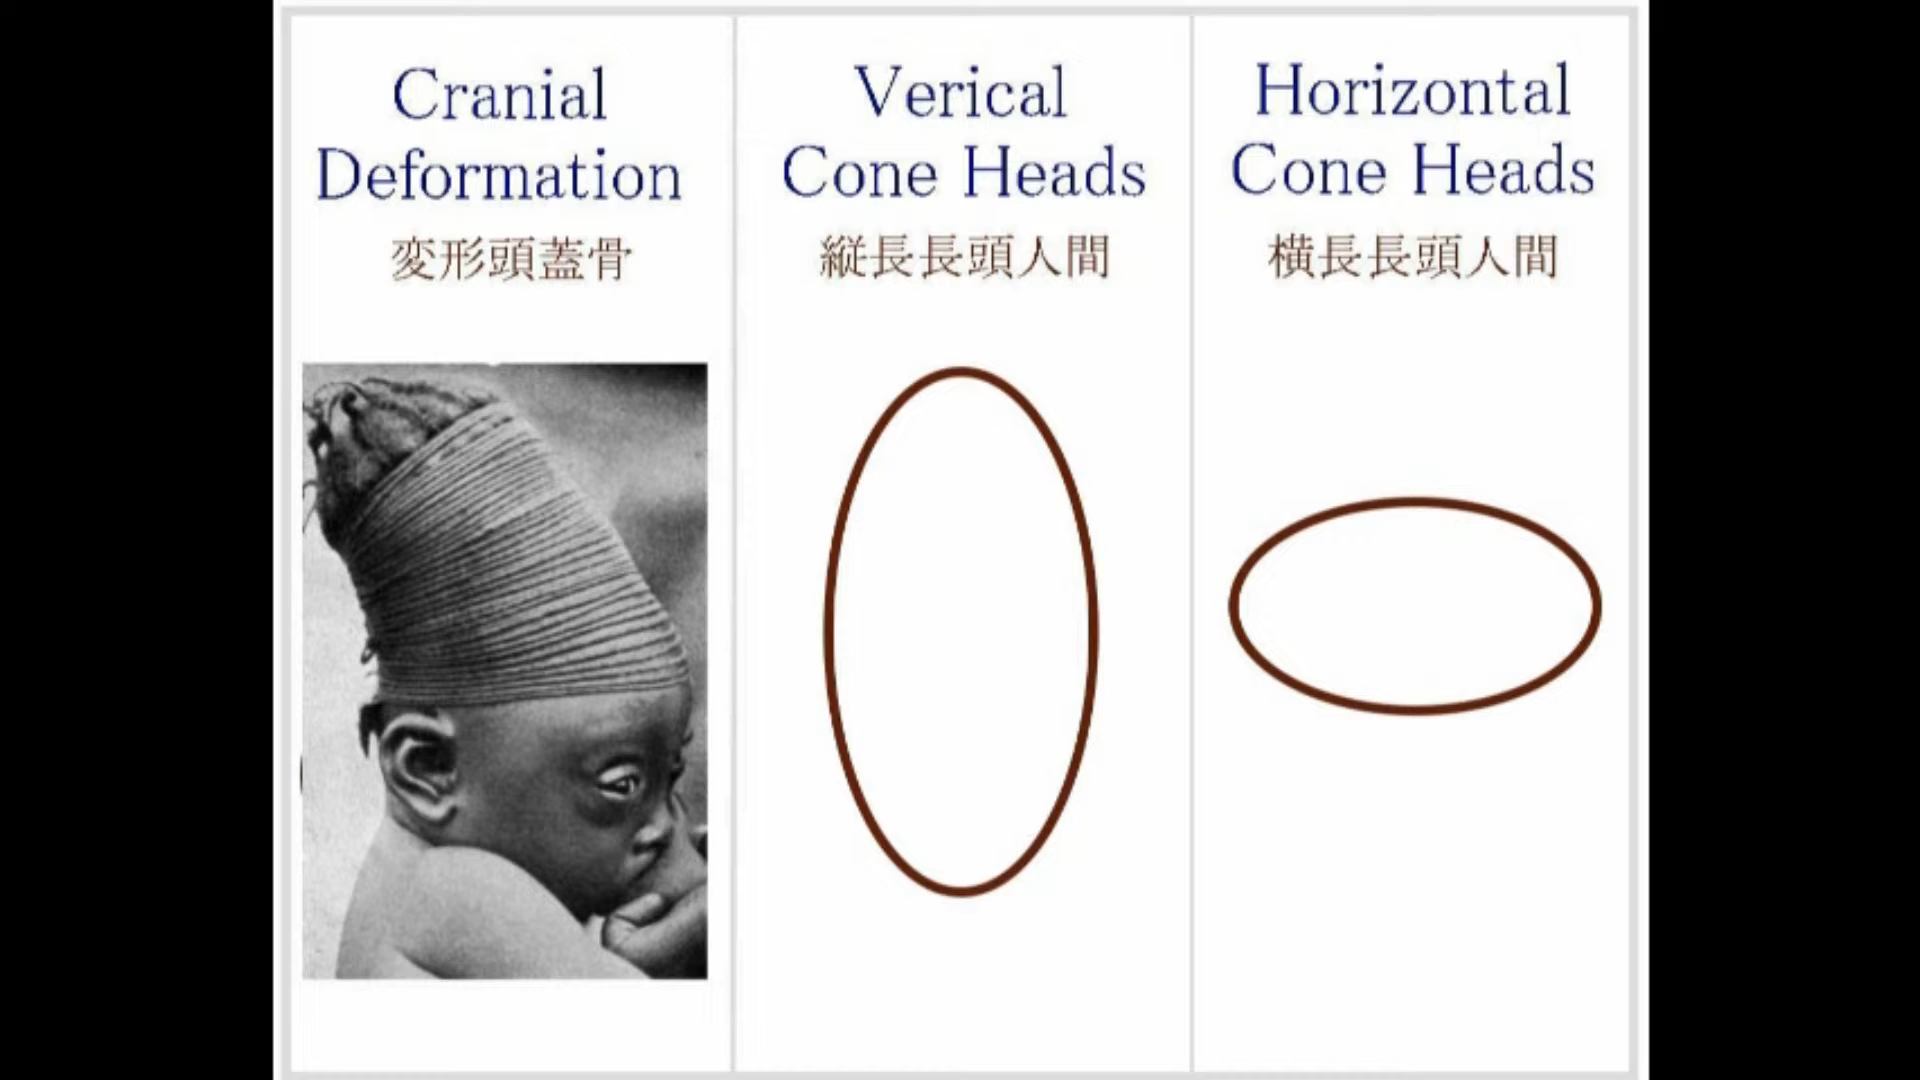 Cranial
Deformation
変形頭蓋骨
Verical
Cone Heads
縦長長頭人間
Horizontal
Cone Heads
横長長頭人間